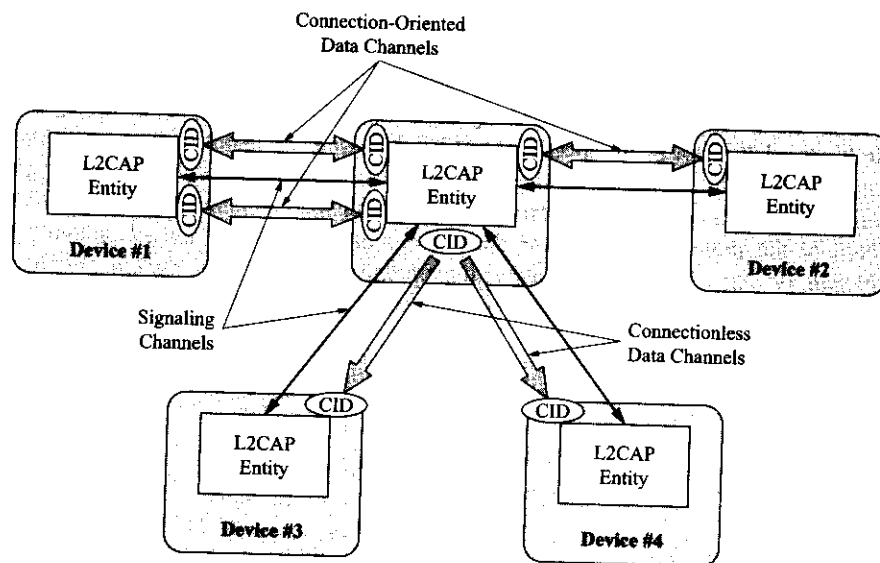 Connection-Oriented
Data Channels
CID
CID
CID
CID
L2CAP
Entity
L2CAP
Entity
L2CAP
Entity
CID
CID
CID
Device #1
Device #2
Signaling
Channels
Connectionless
Data Channels
CID
CID
L2CAP
Entity
L2CAP
Entity
Device #3
Device #4